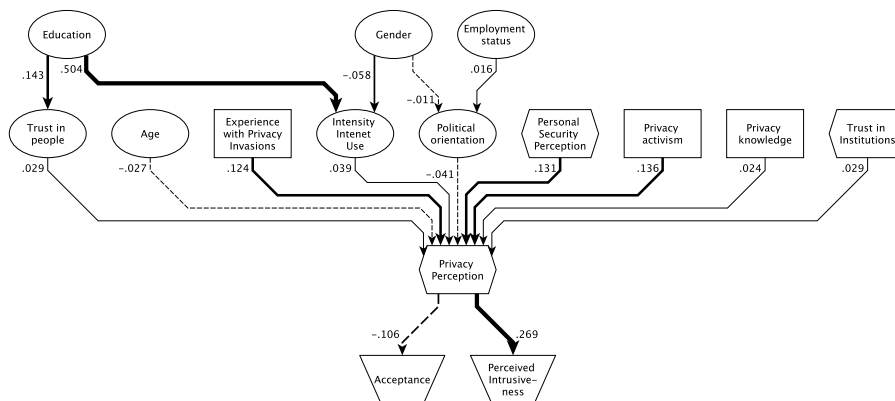 Education
Gender
Employment
status
.143
.504
-.058
-.011
.016
Trust in
people
Age
Experience
with Privacy
Invasions
Intensity
Intenet
Use
Political
orientation
Personal
Security
Perception
Privacy
activism
Privacy
knowledge
Trust in
Institutions
.029
-.027
.124
.039
-.041
.131
.136
.024
.029
Privacy
Perception
-.106
.269
Acceptance
Perceived
Intrusive-
ness